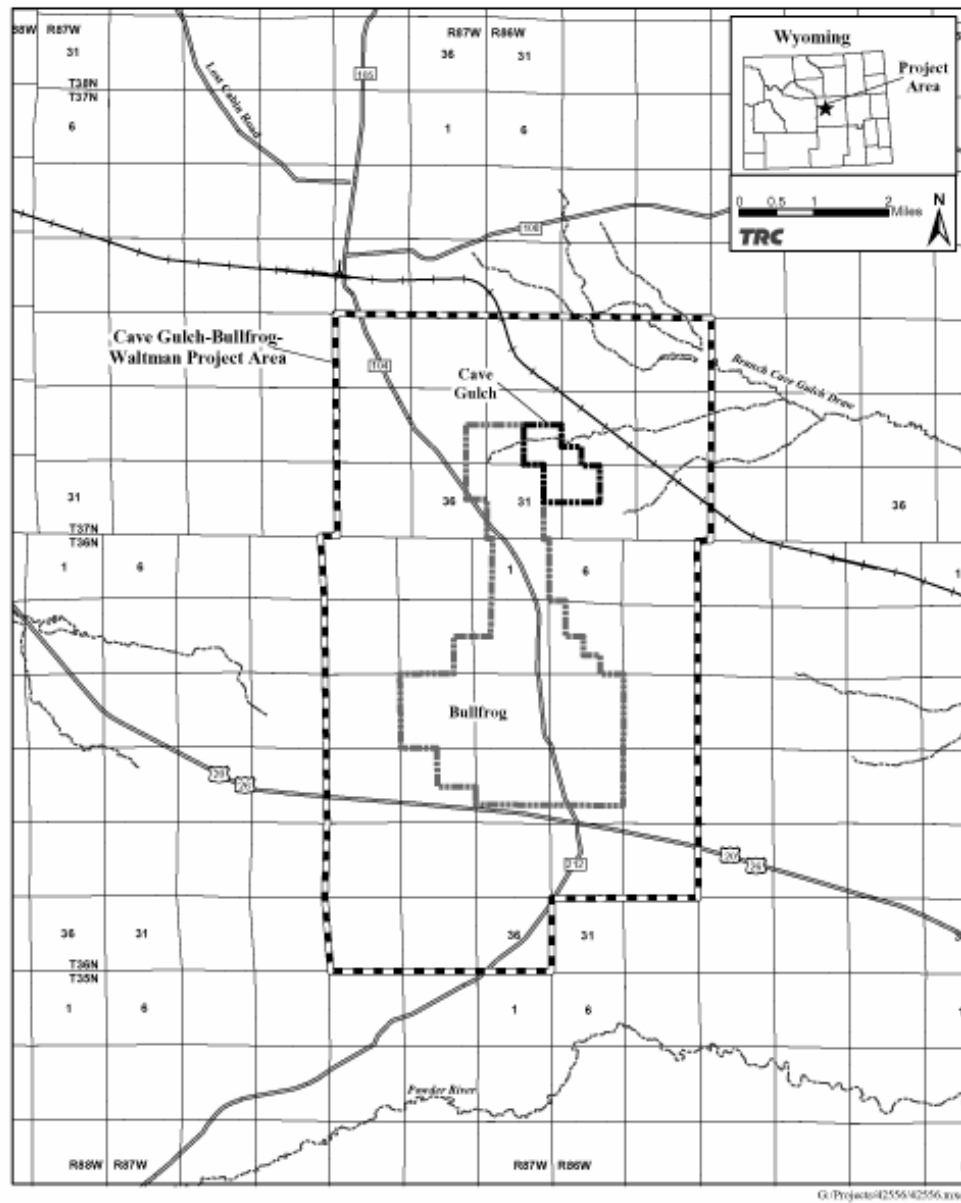 R87W
R87W R86W
31
36 31
T38N
T37N
Lost Cabin Road
105
6
1 6
Wyoming
Project
Area
0 0.5 1 2
Miles
N
TRC
106
Cave Gulch-Bullfrog-
Waltman Project Area
104
Cave
Gulch
Branch Cave Gulch Draw
31
36 31
36
T37N
T36N
1 6
1 6
Bullfrog
20
26
20
26
212
36 31
36 31
T36N
T35N
1 6
1 6
Powder River
R88W R87W
R87W R86W